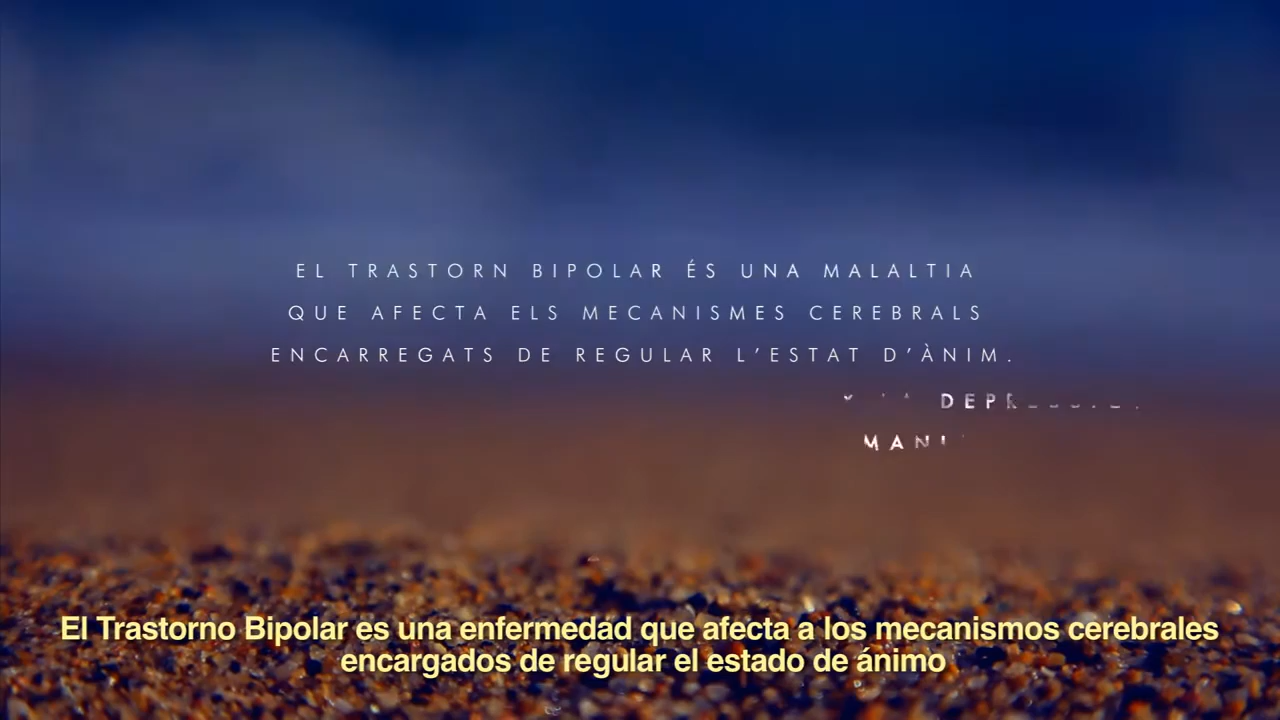 EL TRASTORN BIPOLAR ÉS UNA MALALTIA
QUE AFECTA ELS MECANISMES CEREBRALS
ENCARREGATS DE REGULAR L'ESTAT D'ÀNIM.
El Trastorno Bipolar es una enfermedad que afecta a los mecanismos cerebrales
encargados de regular el estado de ánimo